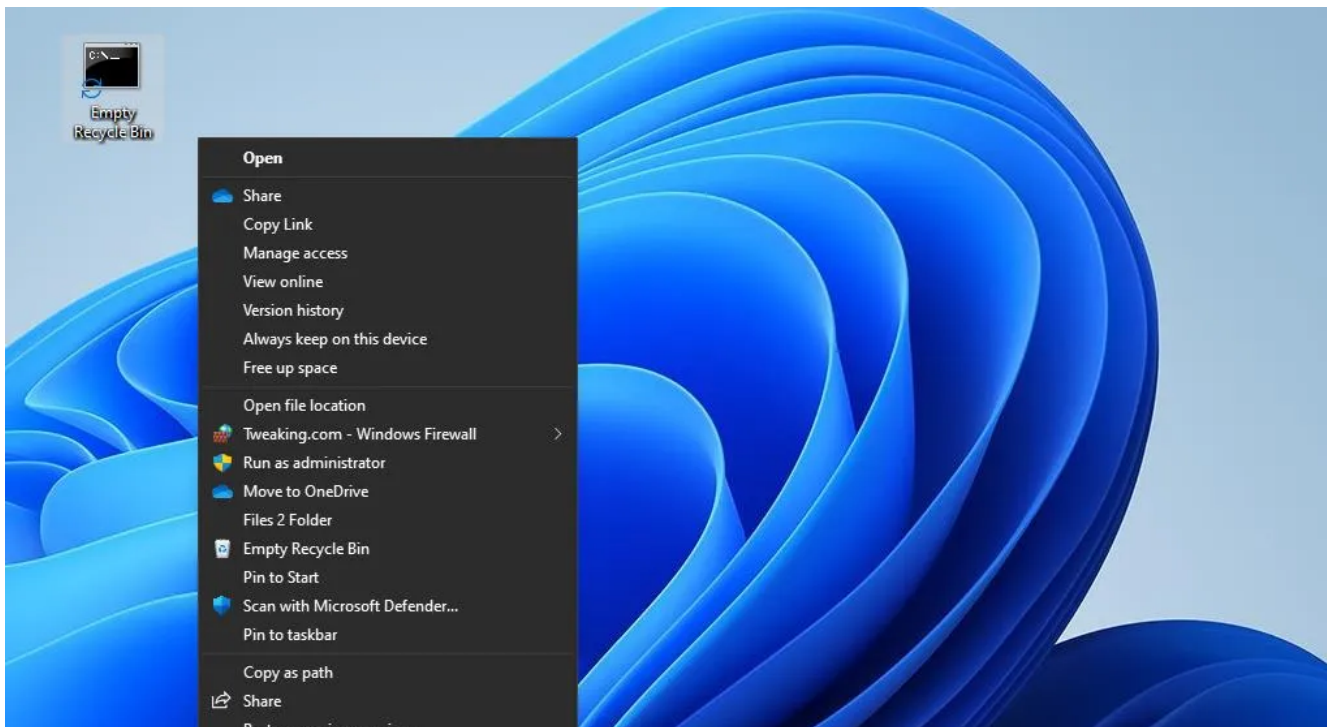 C:\_
Empty
Recycle Bin
Open
Share
Copy Link
Manage access
View online
Version history
Always keep on this device
Free up space
Open file location
Tweaking.com - Windows Firewall
Run as administrator
Move to OneDrive
Files 2 Folder
Empty Recycle Bin
Pin to Start
Scan with Microsoft Defender...
Pin to taskbar
Copy as path
Share